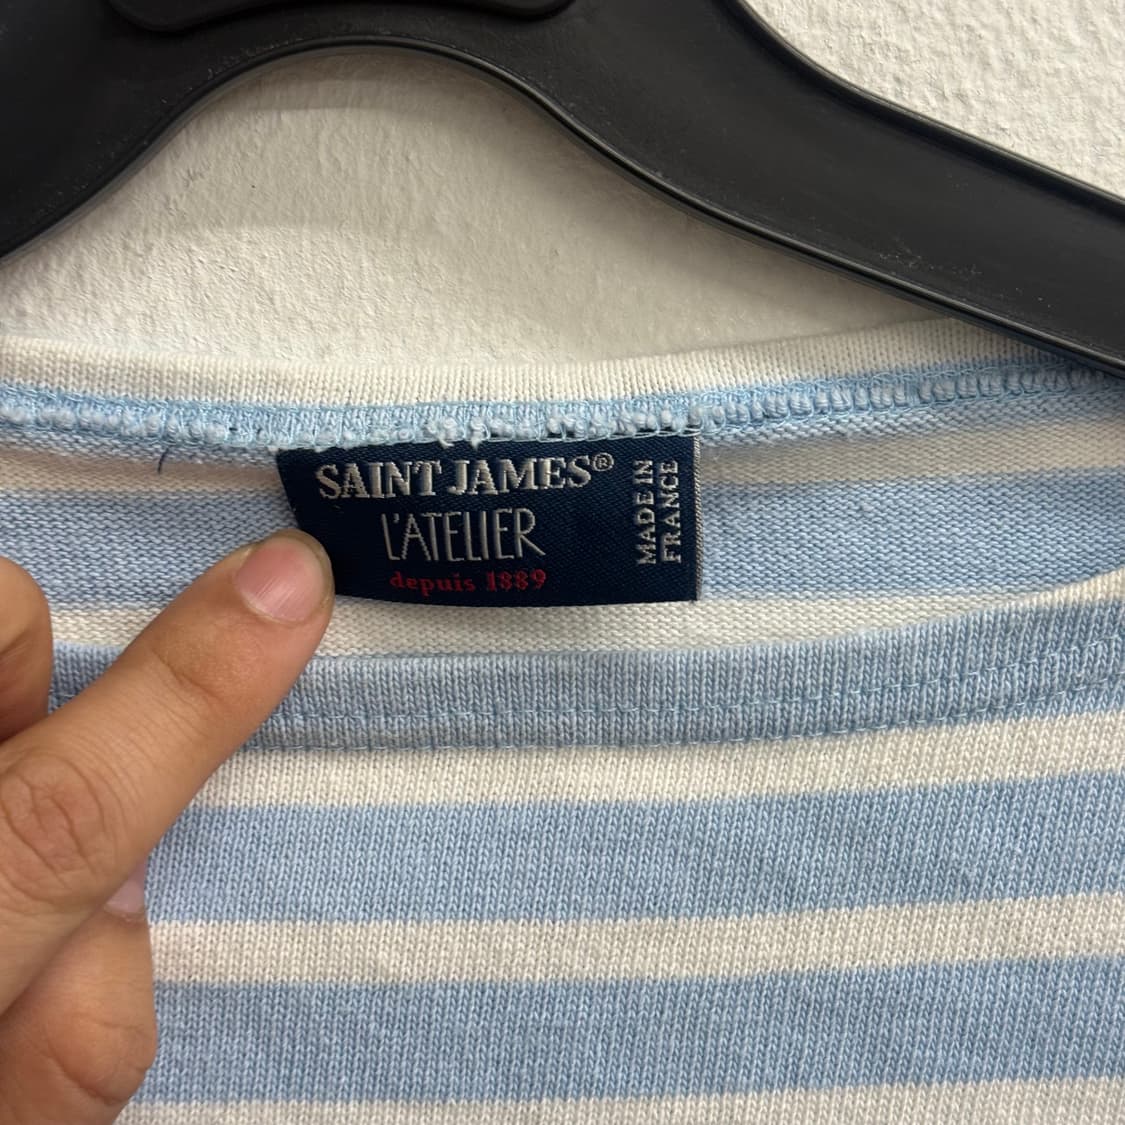 SAINT JAMES®
L'ATELIER
depuis 1889
MADE IN
FRANCE